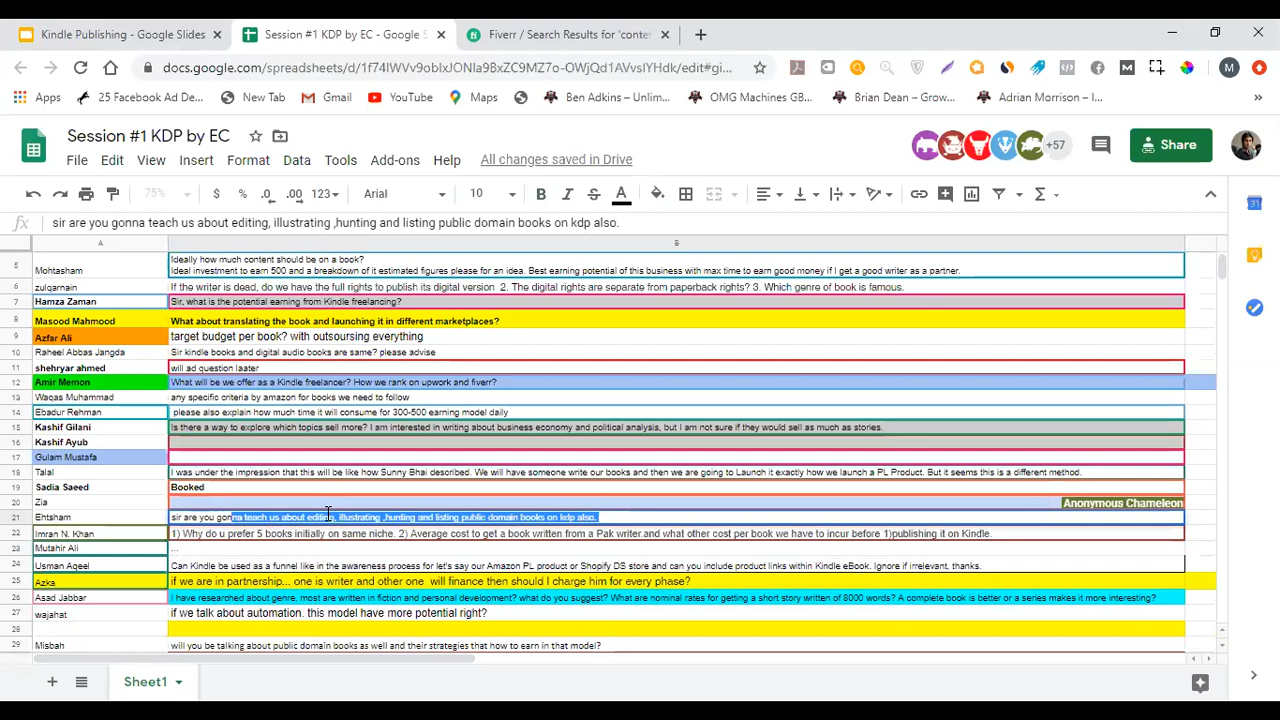 Kindle Publishing - Google Slides
Session #1 KDP by EC - Google S
Fiverr / Search Results for 'conte
docs.google.com/spreadsheets/d/1f74IWVv9obIxJONIa9BxZC9MZ7o-OWjQd1AVvsIYHdk/edit#gi...
Apps
25 Facebook Ad De...
New Tab
Gmail
YouTube
Maps
Ben Adkins – Unlim...
OMG Machines GB...
Brian Dean – Grow...
Adrian Morrison – I...
Session #1 KDP by EC
+57
Share
File Edit View Insert Format Data Tools Add-ons Help All changes saved in Drive
75% $ % .0 .00 123 Arial 10 B I S A
fx sir are you gonna teach us about editing, illustrating ,hunting and listing public domain books on kdp also.
A B
Ideally how much content should be on a book?
5 Mohtasham Ideal investment to earn 500 and a breakdown of it estimated figures please for an idea. Best earning potential of this business with max time to earn good money if I get a good writer as a partner.
6 zulqarnain If the writer is dead, do we have the full rights to publish its digital version 2. The digital rights are separate from paperback rights? 3. Which genre of book is famous.
7 Hamza Zaman Sir, what is the potential earning from Kindle freelancing?
8 Masood Mahmood What about translating the book and launching it in different marketplaces?
9 Azfar Ali target budget per book? with outsoursing everything
10 Raheel Abbas Jangda Sir kindle books and digital audio books are same? please advise
11 shehryar ahmed will ad question laater
12 Amir Memon What will be we offer as a Kindle freelancer? How we rank on upwork and fiverr?
13 Waqas Muhammad any specific criteria by amazon for books we need to follow
14 Ebadur Rehman please also explain how much time it will consume for 300-500 earning model daily
15 Kashif Gilani Is there a way to explore which topics sell more? I am interested in writing about business economy and political analysis, but I am not sure if they would sell as much as stories.
16 Kashif Ayub
17 Gulam Mustafa
18 Talal I was under the impression that this will be like how Sunny Bhai described. We will have someone write our books and then we are going to Launch it exactly how we launch a PL Product. But it seems this is a different method.
19 Sadia Saeed Booked
20 Zia Anonymous Chameleon
21 Ehtsham sir are you gonna teach us about editing, illustrating ,hunting and listing public domain books on kdp also.
22 Imran N. Khan 1) Why do u prefer 5 books initially on same niche. 2) Average cost to get a book written from a Pak writer.and what other cost per book we have to incur before 1)publishing it on Kindle.
23 Mutahir Ali ...
24 Usman Aqeel Can Kindle be used as a funnel like in the awareness process for let's say our Amazon PL product or Shopify DS store and can you include product links within Kindle eBook. Ignore if irrelevant, thanks.
25 Azka if we are in partnership... one is writer and other one will finance then should I charge him for every phase?
26 Asad Jabbar I have researched about genre, most are written in fiction and personal development? what do you suggest? What are nominal rates for getting a short story written of 8000 words? A complete book is better or a series makes it more interesting?
27 wajahat if we talk about automation. this model have more potential right?
28
29 Misbah will you be talking about public domain books as well and their strategies that how to earn in that model?
Sheet1